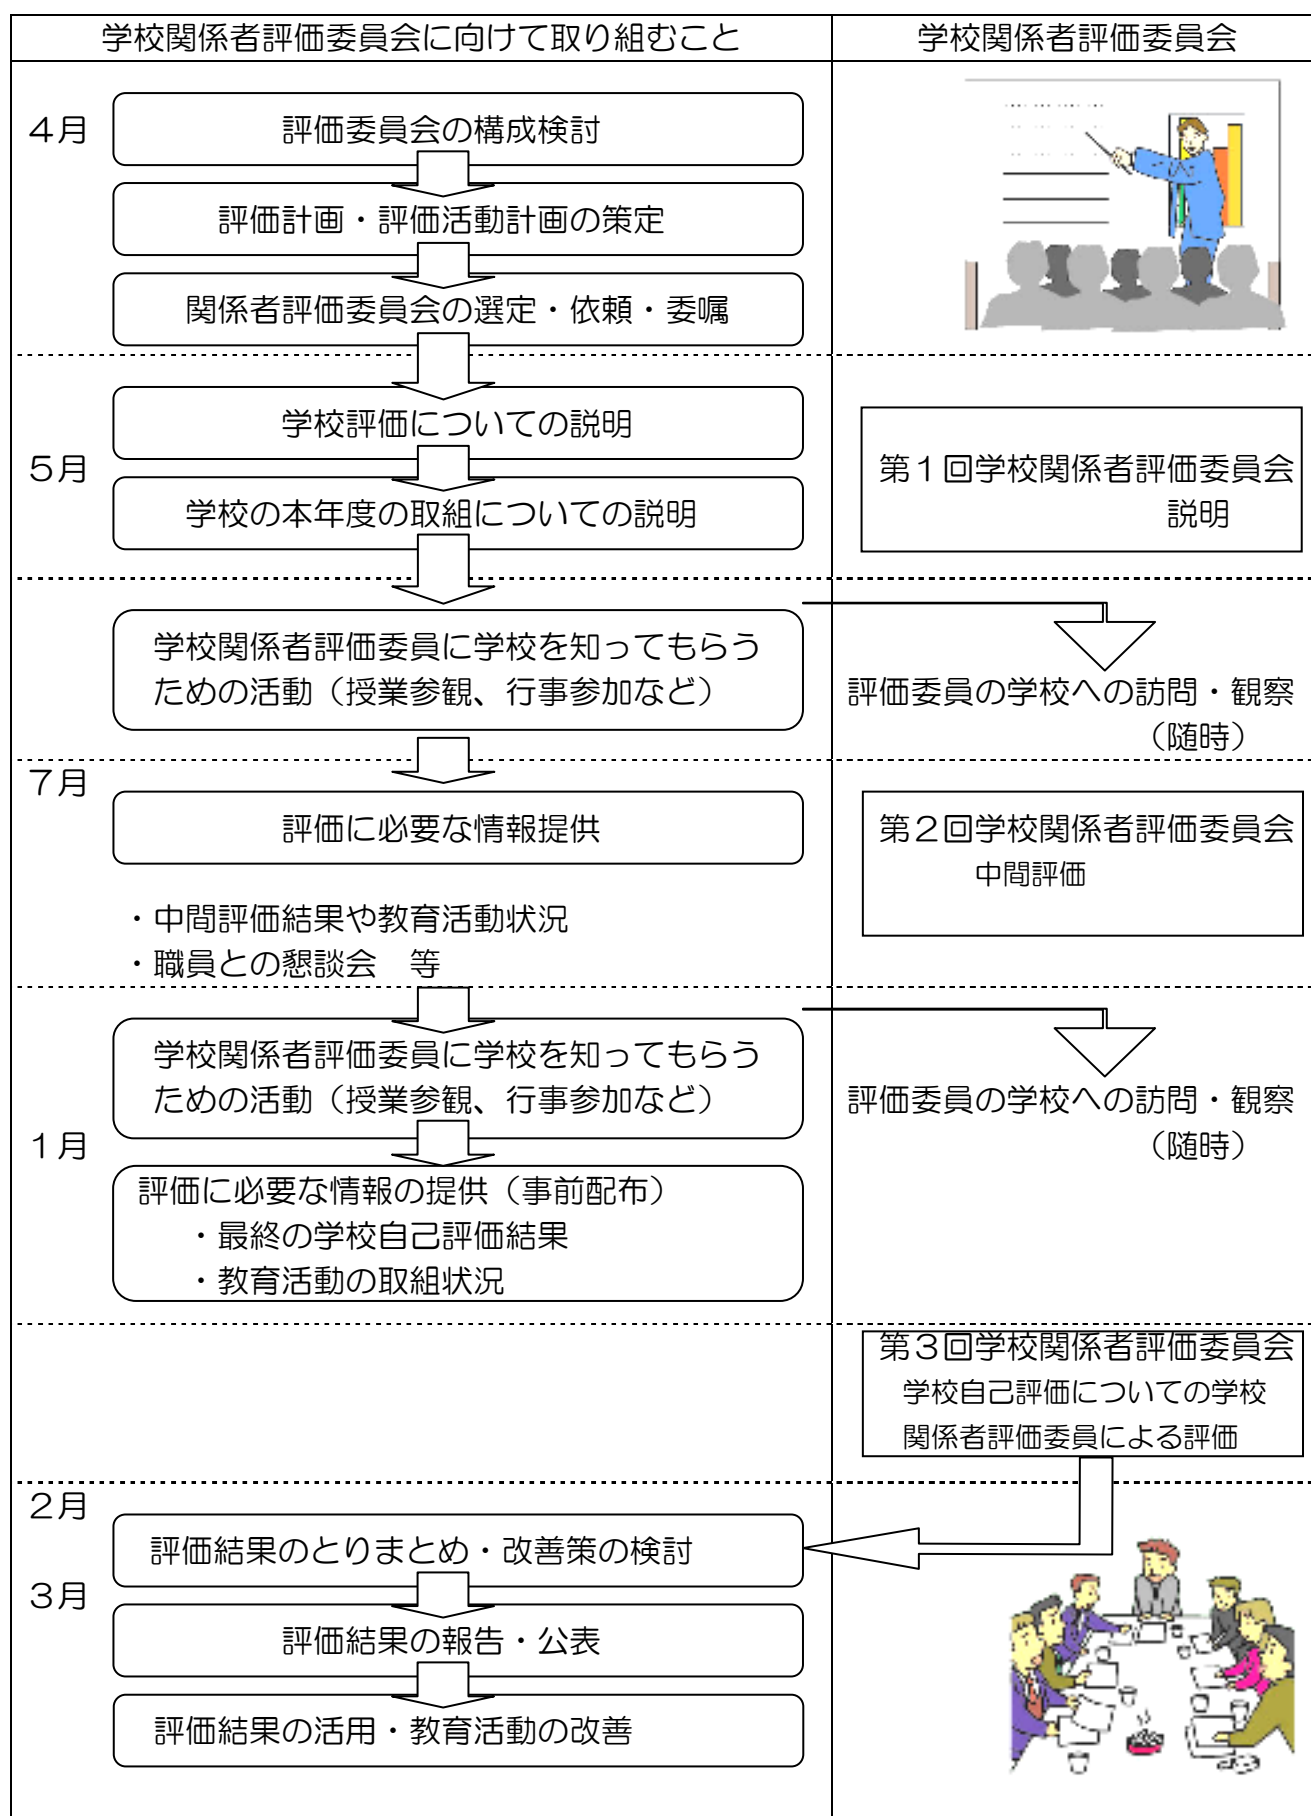 学校関係者評価委員会に向けて取り組むこと
学校関係者評価委員会
4月
評価委員会の構成検討
評価計画・評価活動計画の策定
関係者評価委員会の選定・依頼・委嘱
学校評価についての説明
5月
学校の本年度の取組についての説明
第1回学校関係者評価委員会
説明
学校関係者評価委員に学校を知ってもらう
ための活動（授業参観、行事参加など）
評価委員の学校への訪問・観察
（随時）
7月
評価に必要な情報提供
・中間評価結果や教育活動状況
・職員との懇談会　等
第2回学校関係者評価委員会
中間評価
学校関係者評価委員に学校を知ってもらう
ための活動（授業参観、行事参加など）
評価委員の学校への訪問・観察
（随時）
1月
評価に必要な情報の提供（事前配布）
・最終の学校自己評価結果
・教育活動の取組状況
第3回学校関係者評価委員会
学校自己評価についての学校
関係者評価委員による評価
2月
評価結果のとりまとめ・改善策の検討
3月
評価結果の報告・公表
評価結果の活用・教育活動の改善